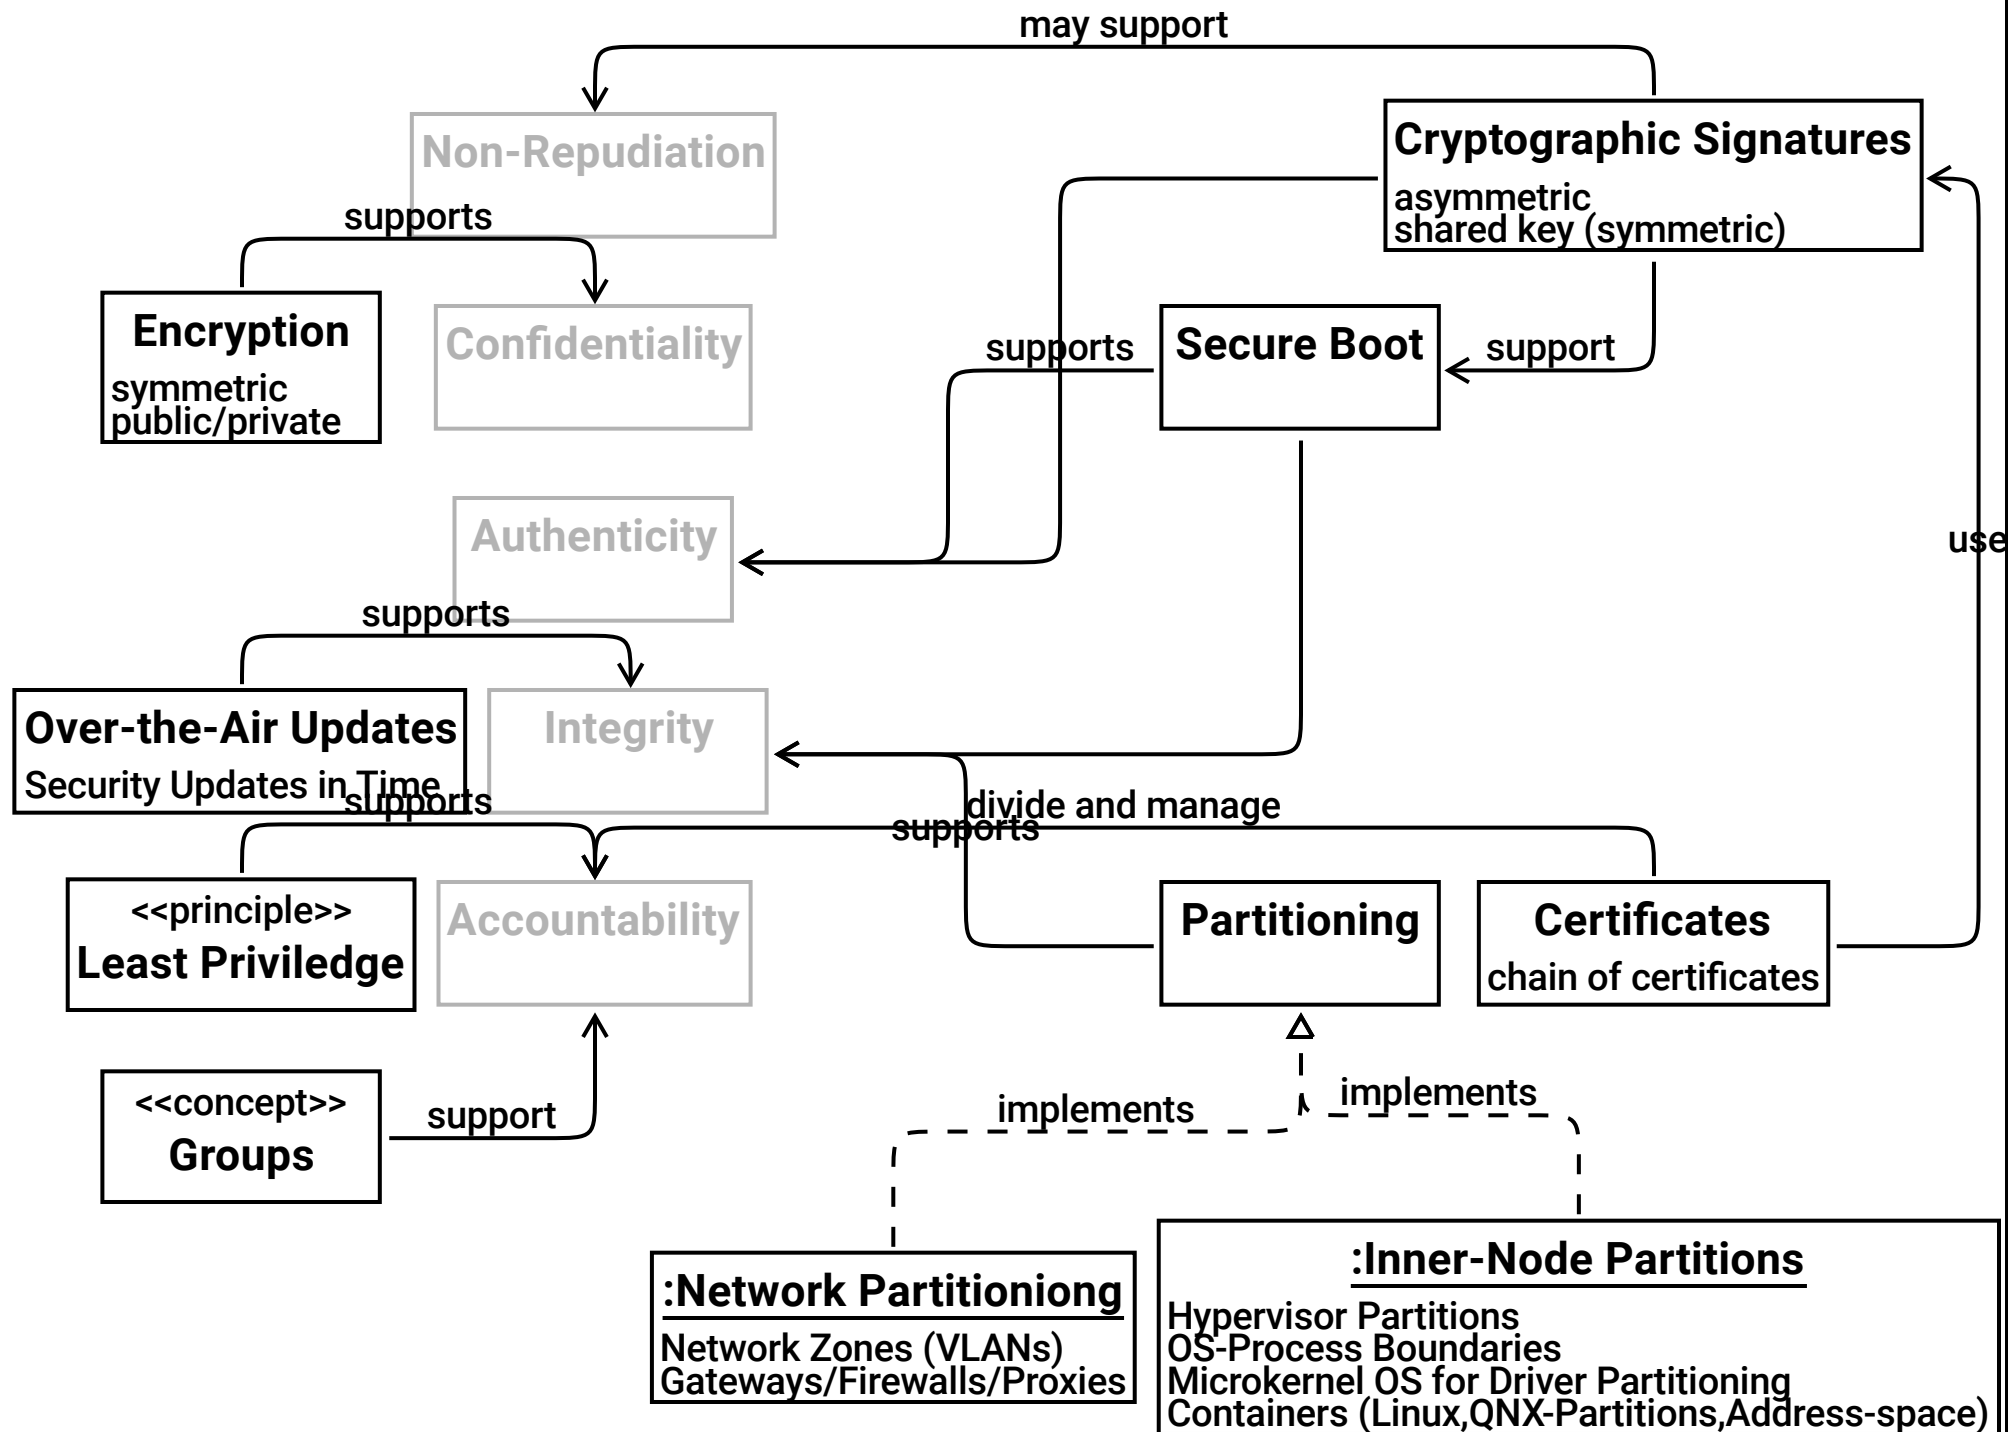 may support
Non-Repudiation
Cryptographic Signatures
asymmetric
shared key (symmetric)
supports
Encryption
symmetric
public/private
Confidentiality
supports
Secure Boot
support
Authenticity
use
supports
Over-the-Air Updates
Security Updates in Time
Integrity
supports
divide and manage
supports
<<principle>>
Least Priviledge
Accountability
Partitioning
Certificates
chain of certificates
<<concept>>
Groups
support
implements
implements
:Network Partitioniong
Network Zones (VLANs)
Gateways/Firewalls/Proxies
:Inner-Node Partitions
Hypervisor Partitions
OS-Process Boundaries
Microkernel OS for Driver Partitioning
Containers (Linux,QNX-Partitions,Address-space)